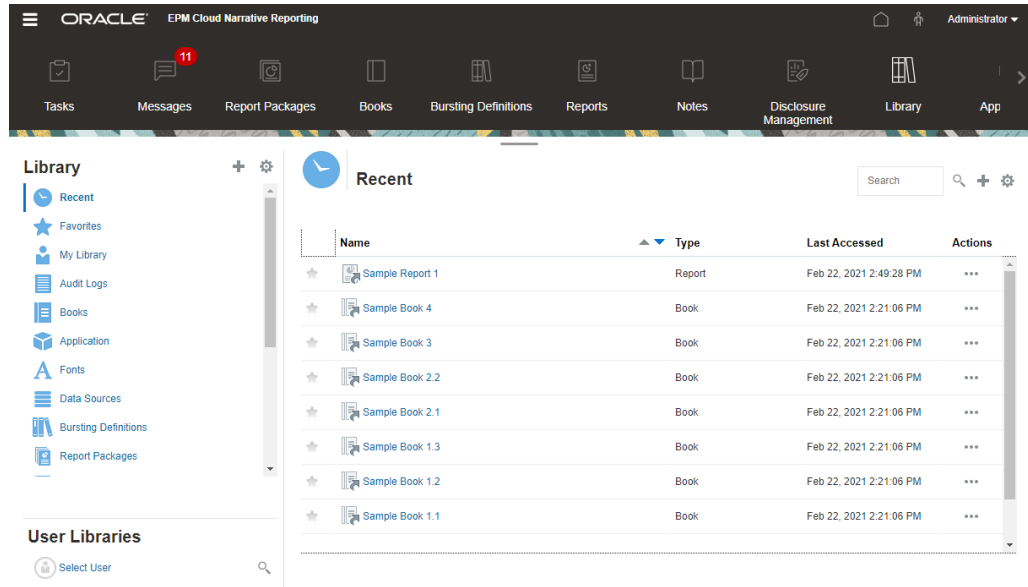 ORACLE EPM Cloud Narrative Reporting Administrator
11
Tasks Messages Report Packages Books Bursting Definitions Reports Notes Disclosure Management Library App
Library
Recent
Favorites
My Library
Audit Logs
Books
Application
Fonts
Data Sources
Bursting Definitions
Report Packages
User Libraries
Select User
Recent
Search
Name Type Last Accessed Actions
Sample Report 1 Report Feb 22, 2021 2:49:28 PM
Sample Book 4 Book Feb 22, 2021 2:21:06 PM
Sample Book 3 Book Feb 22, 2021 2:21:06 PM
Sample Book 2.2 Book Feb 22, 2021 2:21:06 PM
Sample Book 2.1 Book Feb 22, 2021 2:21:06 PM
Sample Book 1.3 Book Feb 22, 2021 2:21:06 PM
Sample Book 1.2 Book Feb 22, 2021 2:21:06 PM
Sample Book 1.1 Book Feb 22, 2021 2:21:06 PM